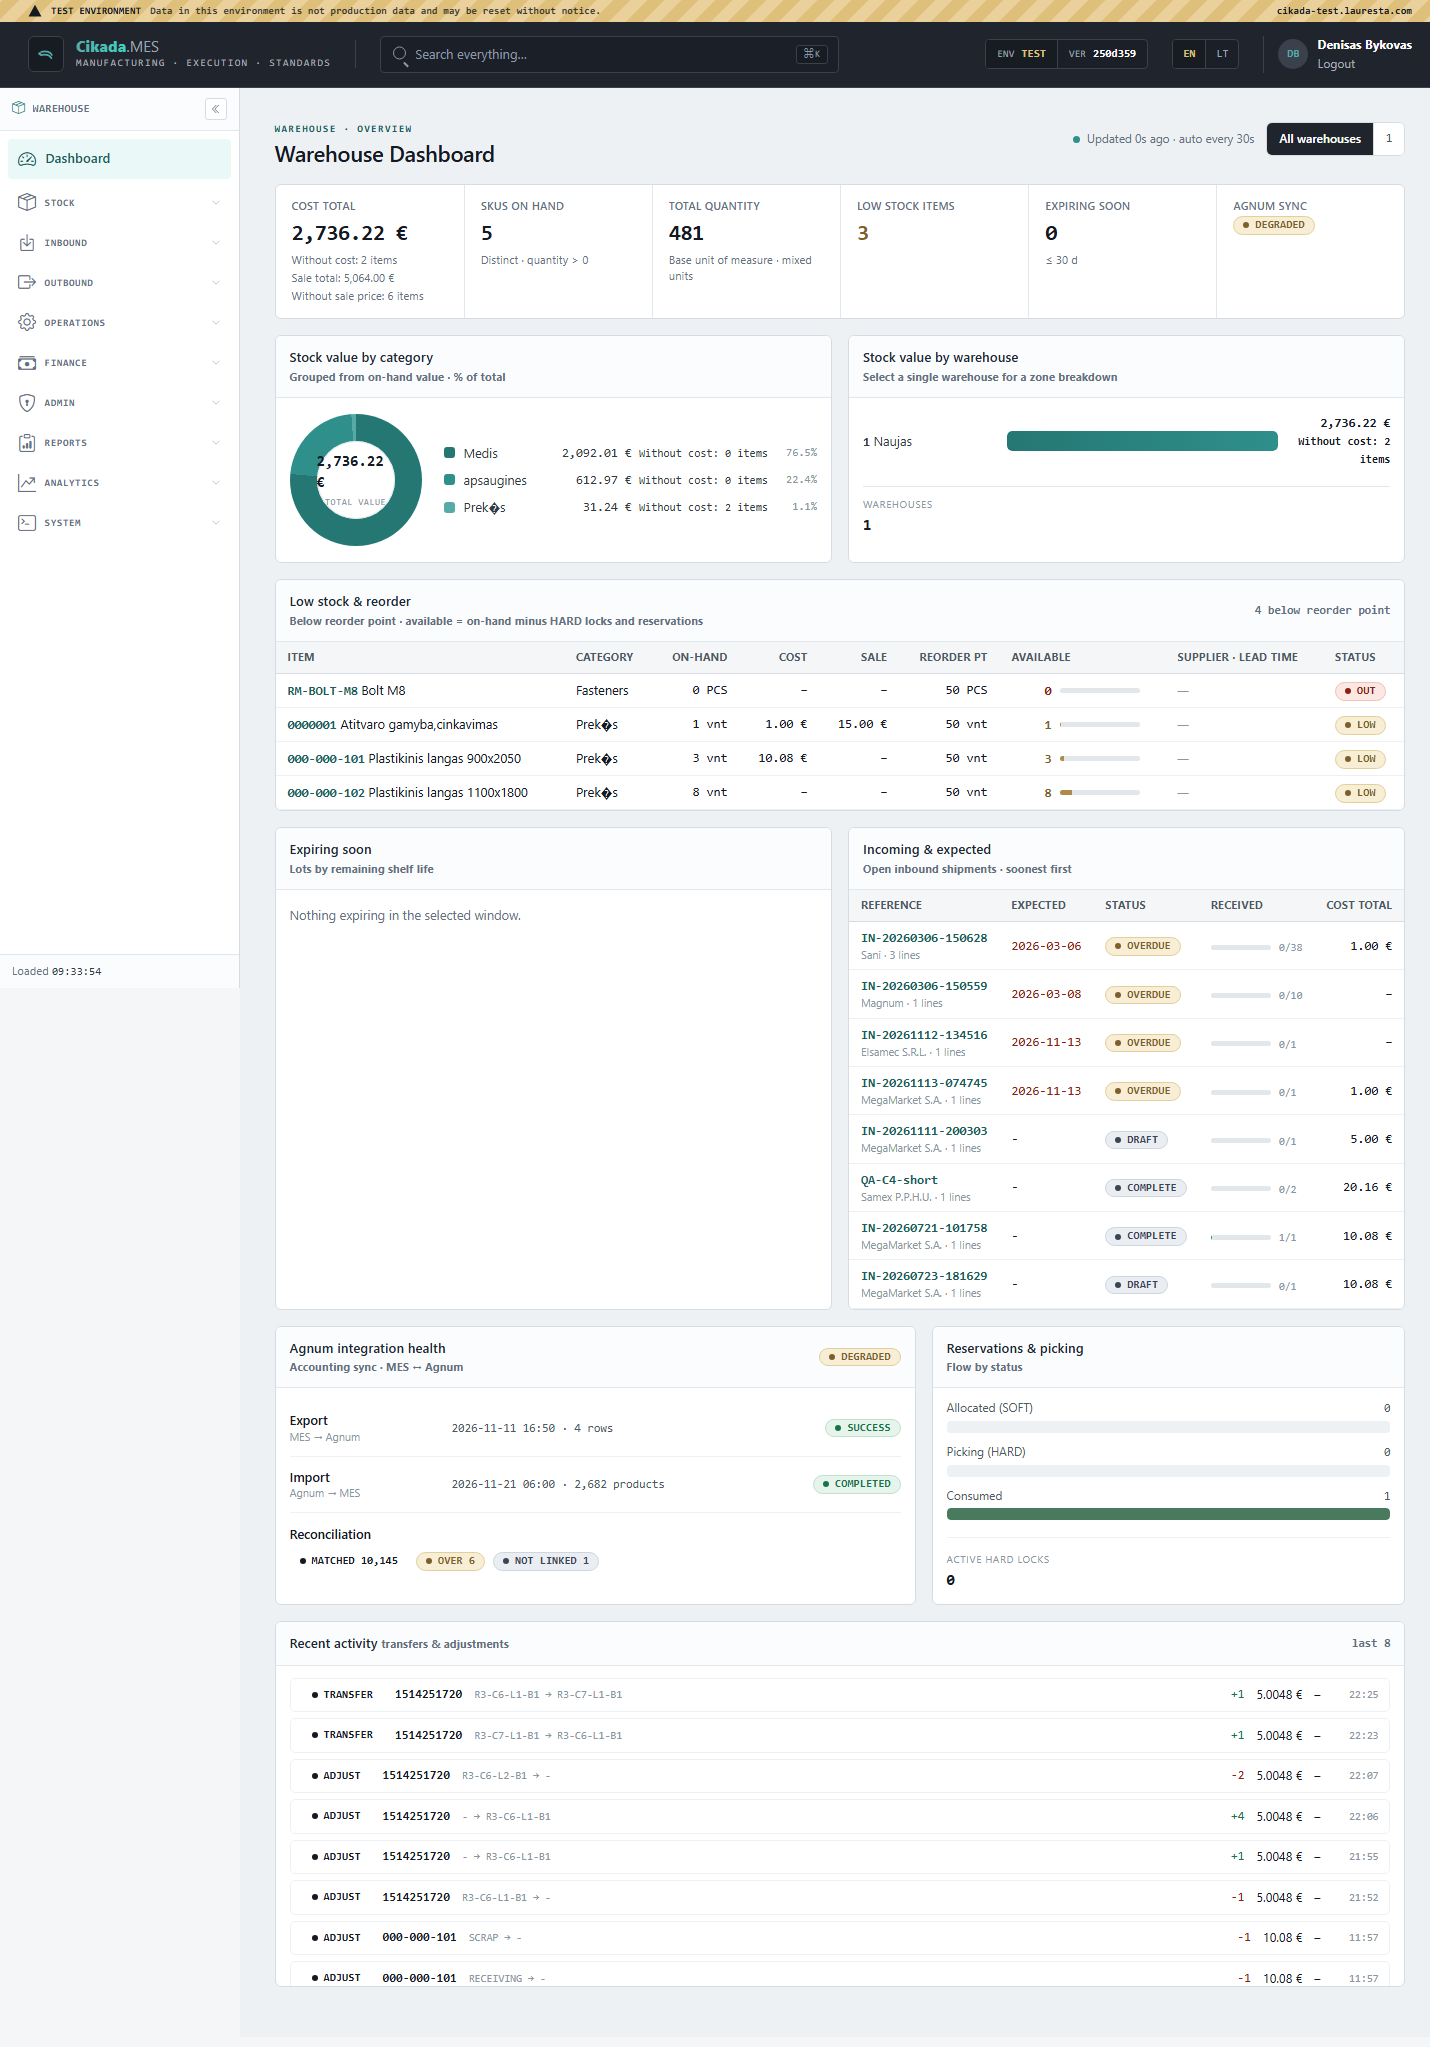 TEST ENVIRONMENT Data in this environment is not production data and may be reset without notice.
cikada-test.lauresta.com
Cikada.MES
MANUFACTURING · EXECUTION · STANDARDS
Search everything...
⌘K
ENV TEST
VER 250d359
EN
LT
DB
Denisas Bykovas
Logout
WAREHOUSE
Dashboard
STOCK
INBOUND
OUTBOUND
OPERATIONS
FINANCE
ADMIN
REPORTS
ANALYTICS
SYSTEM
Loaded 09:33:54
WAREHOUSE · OVERVIEW
Warehouse Dashboard
Updated 0s ago · auto every 30s
All warehouses
1
COST TOTAL
2,736.22 €
Without cost: 2 items
Sale total: 5,064.00 €
Without sale price: 6 items
SKUS ON HAND
5
Distinct · quantity > 0
TOTAL QUANTITY
481
Base unit of measure · mixed
units
LOW STOCK ITEMS
3
EXPIRING SOON
0
≤ 30 d
AGNUM SYNC
DEGRADED
Stock value by category
Grouped from on-hand value · % of total
2,736.22
€
TOTAL VALUE
Medis 2,092.01 € Without cost: 0 items 76.5%
apsaugines 612.97 € Without cost: 0 items 22.4%
Prek�s 31.24 € Without cost: 2 items 1.1%
Stock value by warehouse
Select a single warehouse for a zone breakdown
1 Naujas
2,736.22 €
Without cost: 2
items
WAREHOUSES
1
Low stock & reorder
Below reorder point · available = on-hand minus HARD locks and reservations
4 below reorder point
ITEM CATEGORY ON-HAND COST SALE REORDER PT AVAILABLE SUPPLIER · LEAD TIME STATUS
RM-BOLT-M8 Bolt M8 Fasteners 0 PCS – – 50 PCS 0 — OUT
0000001 Atitvaro gamyba,cinkavimas Prek�s 1 vnt 1.00 € 15.00 € 50 vnt 1 — LOW
000-000-101 Plastikinis langas 900x2050 Prek�s 3 vnt 10.08 € – 50 vnt 3 — LOW
000-000-102 Plastikinis langas 1100x1800 Prek�s 8 vnt – – 50 vnt 8 — LOW
Expiring soon
Lots by remaining shelf life
Nothing expiring in the selected window.
Incoming & expected
Open inbound shipments · soonest first
REFERENCE EXPECTED STATUS RECEIVED COST TOTAL
IN-20260306-150628 2026-03-06 OVERDUE 0/38 1.00 €
Sani · 3 lines
IN-20260306-150559 2026-03-08 OVERDUE 0/10 –
Magnum · 1 lines
IN-20261112-134516 2026-11-13 OVERDUE 0/1 –
Elsamec S.R.L. · 1 lines
IN-20261113-074745 2026-11-13 OVERDUE 0/1 1.00 €
MegaMarket S.A. · 1 lines
IN-20261111-200303 - DRAFT 0/1 5.00 €
MegaMarket S.A. · 1 lines
QA-C4-short - COMPLETE 0/2 20.16 €
Samex P.P.H.U. · 1 lines
IN-20260721-101758 - COMPLETE 1/1 10.08 €
MegaMarket S.A. · 1 lines
IN-20260723-181629 - DRAFT 0/1 10.08 €
MegaMarket S.A. · 1 lines
Agnum integration health
Accounting sync · MES ↔ Agnum
DEGRADED
Export
MES → Agnum
2026-11-11 16:50 · 4 rows
SUCCESS
Import
Agnum → MES
2026-11-21 06:00 · 2,682 products
COMPLETED
Reconciliation
MATCHED 10,145
OVER 6
NOT LINKED 1
Reservations & picking
Flow by status
Allocated (SOFT) 0
Picking (HARD) 0
Consumed 1
ACTIVE HARD LOCKS
0
Recent activity transfers & adjustments
last 8
TRANSFER 1514251720 R3-C6-L1-B1 → R3-C7-L1-B1 +1 5.0048 € – 22:25
TRANSFER 1514251720 R3-C7-L1-B1 → R3-C6-L1-B1 +1 5.0048 € – 22:23
ADJUST 1514251720 R3-C6-L2-B1 → - -2 5.0048 € – 22:07
ADJUST 1514251720 - → R3-C6-L1-B1 +4 5.0048 € – 22:06
ADJUST 1514251720 - → R3-C6-L1-B1 +1 5.0048 € – 21:55
ADJUST 1514251720 R3-C6-L1-B1 → - -1 5.0048 € – 21:52
ADJUST 000-000-101 SCRAP → - -1 10.08 € – 11:57
ADJUST 000-000-101 RECEIVING → - -1 10.08 € – 11:57